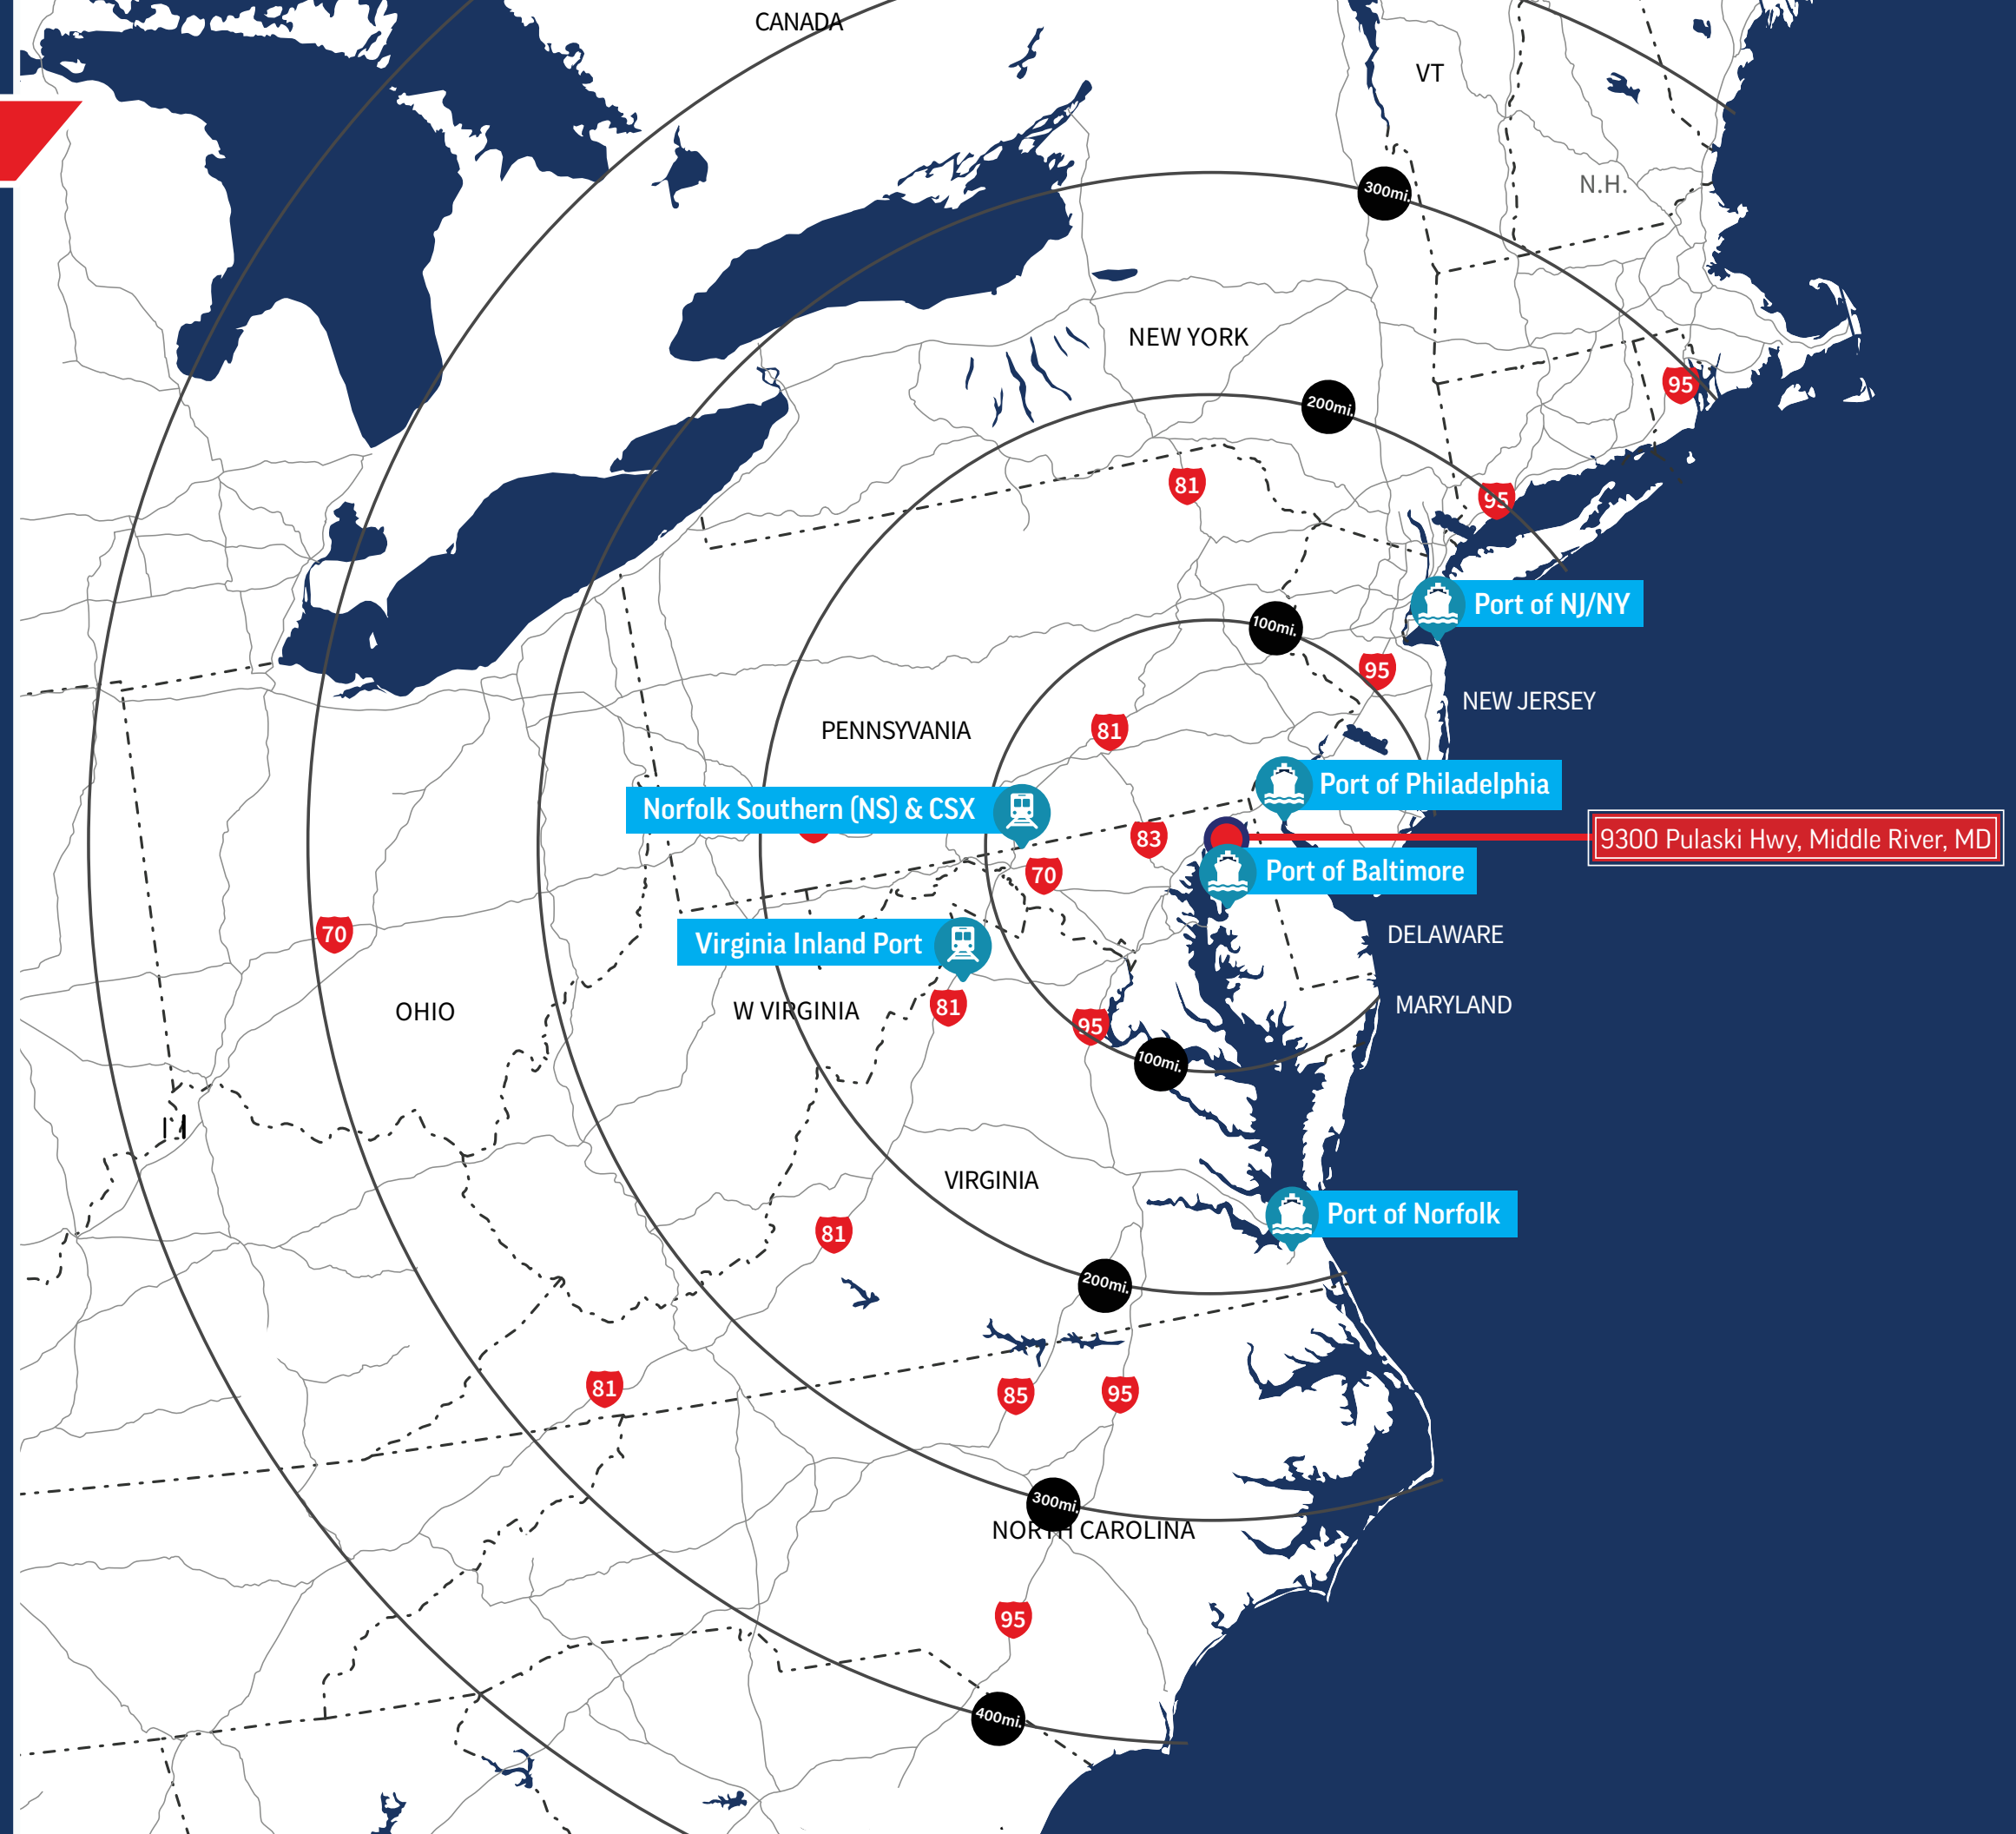 CANADA
VT
N.H.
300mi.
NEW YORK
95
200mi.
81
95
Port of NJ/NY
100mi.
95
NEW JERSEY
81
PENNSYVANIA
Port of Philadelphia
Norfolk Southern (NS) & CSX
83
9300 Pulaski Hwy, Middle River, MD
70
Port of Baltimore
70
DELAWARE
Virginia Inland Port
81
MARYLAND
OHIO
W VIRGINIA
95
100mi.
VIRGINIA
Port of Norfolk
81
200mi.
81
85
95
300mi.
NORTH CAROLINA
95
400mi.